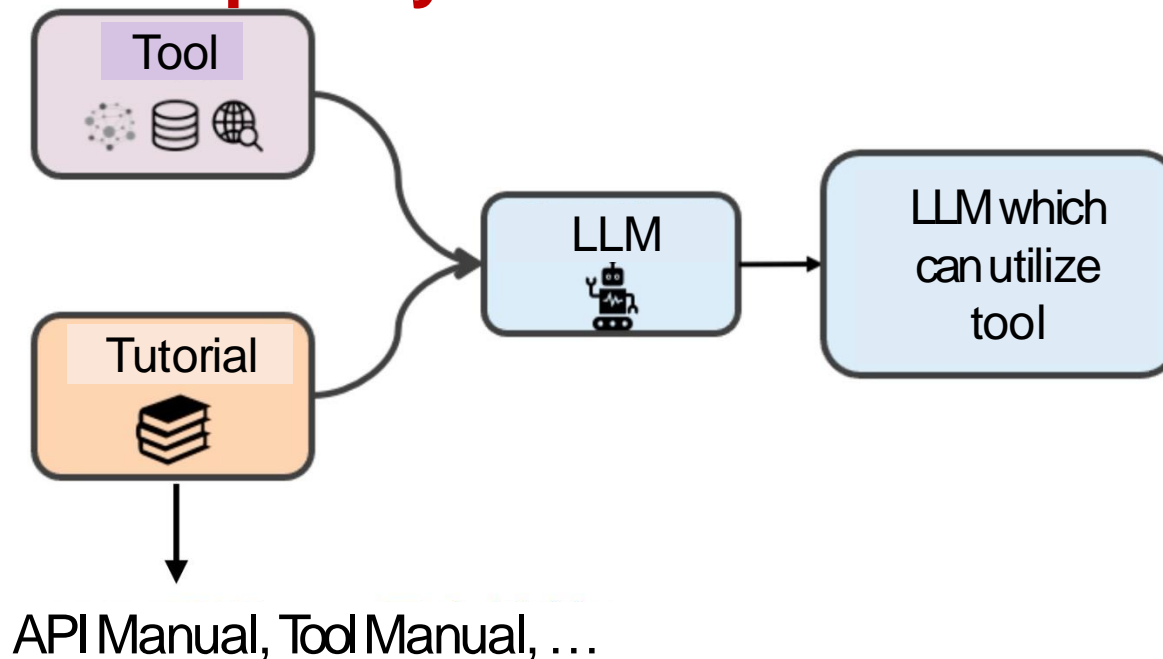 Tool
LLM
LLM which
can utilize
tool
Tutorial
API Manual, Tool Manual, …